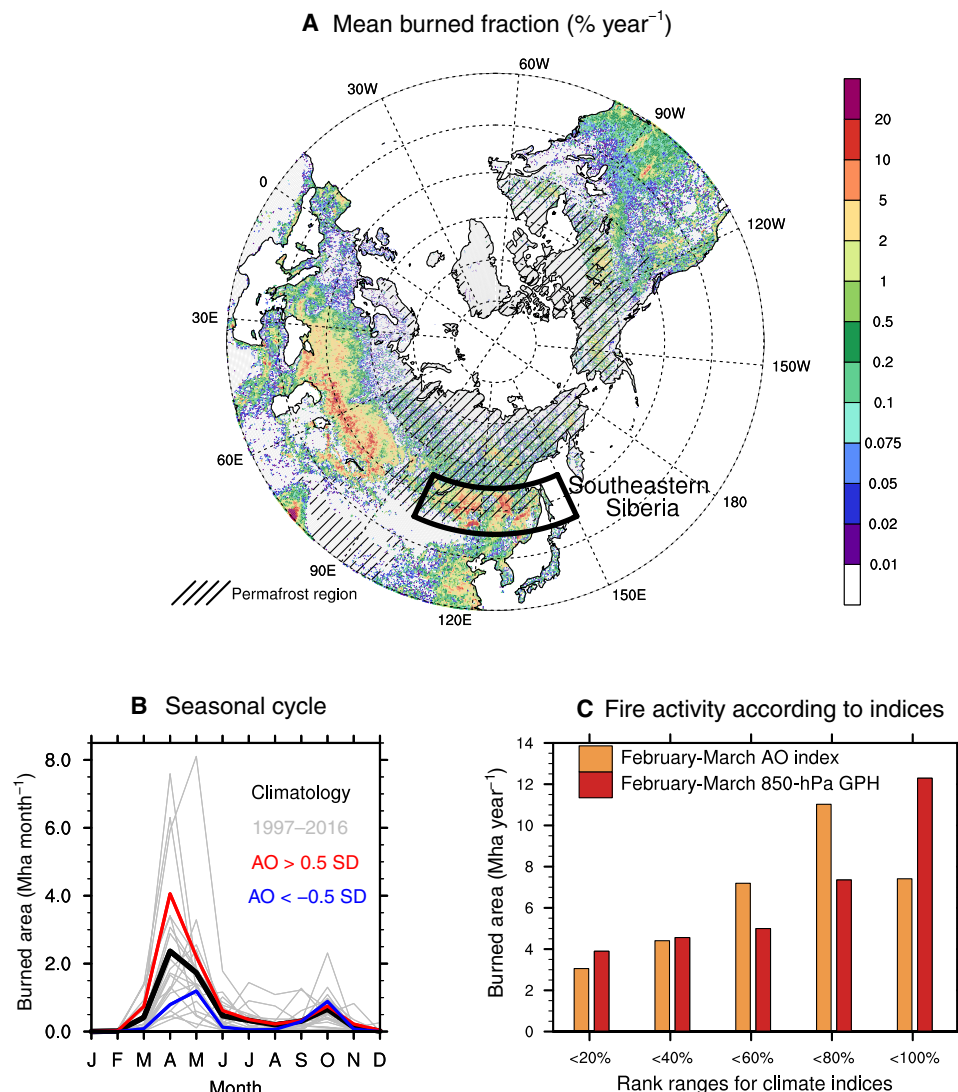 A Mean burned fraction (% year⁻¹)
60W
30W
90W
0
120W
30E
150W
60E
180
90E
150E
120E
Southeastern
Siberia
Permafrost region
20
10
5
2
1
0.5
0.2
0.1
0.075
0.05
0.02
0.01
B Seasonal cycle
Burned area (Mha month⁻¹)
8.0
6.0
4.0
2.0
0.0
Climatology
1997–2016
AO > 0.5 SD
AO < −0.5 SD
J F M A M J J A S O N D
Month
C Fire activity according to indices
Burned area (Mha year⁻¹)
14
12
10
8
6
4
2
0
February-March AO index
February-March 850-hPa GPH
<20% <40% <60% <80% <100%
Rank ranges for climate indices